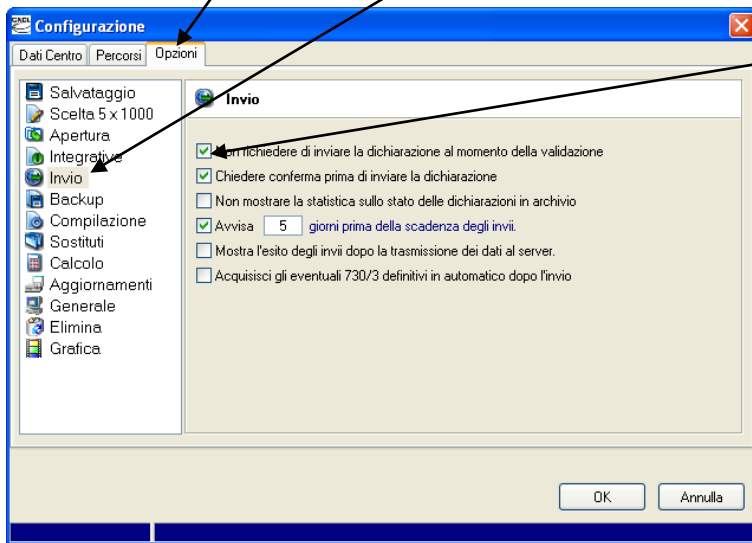 Configurazione
Dati Centro Percorsi Opzioni
Salvataggio
Scelta 5 x 1000
Apertura
Integrative
Invio
Backup
Compilazione
Sostituti
Calcolo
Aggiornamenti
Generale
Elimina
Grafica
Invio
Non richiedere di inviare la dichiarazione al momento della validazione
Chiedere conferma prima di inviare la dichiarazione
Non mostrare la statistica sullo stato delle dichiarazioni in archivio
Avvisa 5 giorni prima della scadenza degli invii.
Mostra l'esito degli invii dopo la trasmissione dei dati al server.
Acquisisci gli eventuali 730/3 definitivi in automatico dopo l'invio
OK Annulla